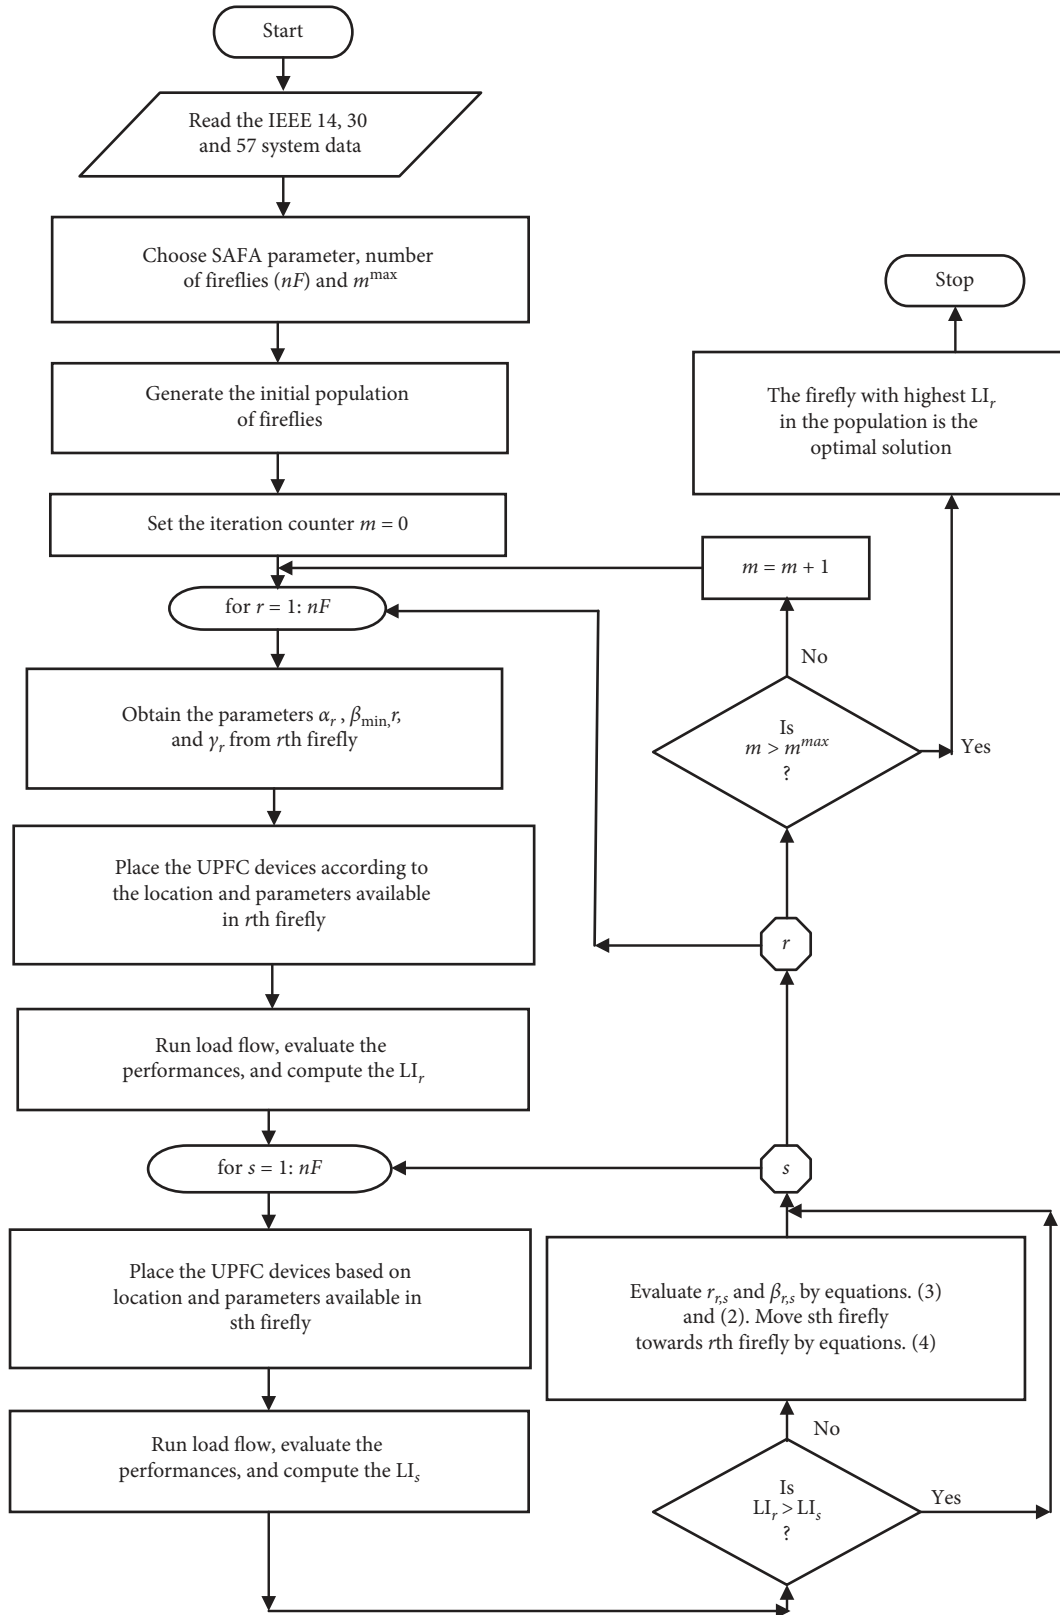 Start
Read the IEEE 14, 30
and 57 system data
Choose SAFA parameter, number
of fireflies (nF) and m^max
Generate the initial population
of fireflies
Set the iteration counter m = 0
for r = 1: nF
Obtain the parameters α_r , β_min,r,
and γ_r from rth firefly
Place the UPFC devices according to
the location and parameters available
in rth firefly
Run load flow, evaluate the
performances, and compute the LI_r
for s = 1: nF
Place the UPFC devices based on
location and parameters available in
sth firefly
Run load flow, evaluate the
performances, and compute the LI_s
Is
LI_r > LI_s
?
Yes
No
Evaluate r_r,s and β_r,s by equations. (3)
and (2). Move sth firefly
towards rth firefly by equations. (4)
s
r
Is
m > m^max
?
Yes
No
m = m + 1
The firefly with highest LI_r
in the population is the
optimal solution
Stop